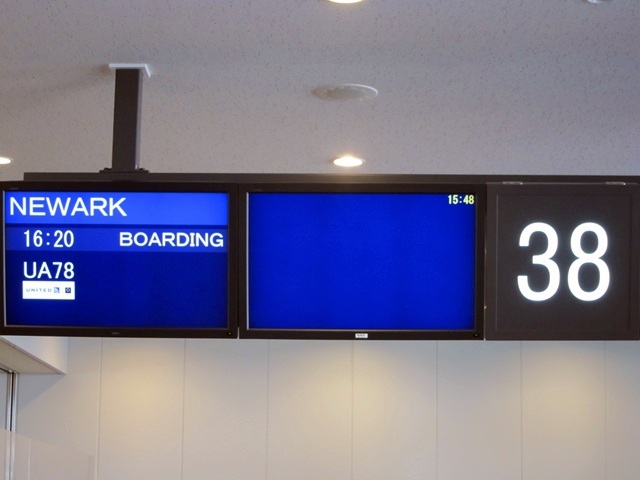 NEWARK
16:20 BOARDING
UA78
UNITED
15:48
38